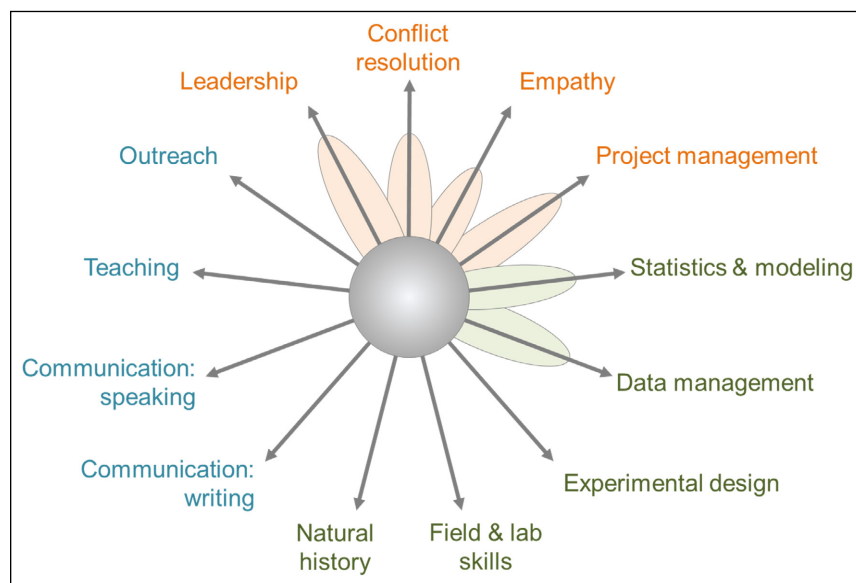 Conflict
resolution
Leadership
Empathy
Outreach
Project management
Teaching
Statistics & modeling
Communication:
speaking
Data management
Communication:
writing
Experimental design
Natural
history
Field & lab
skills